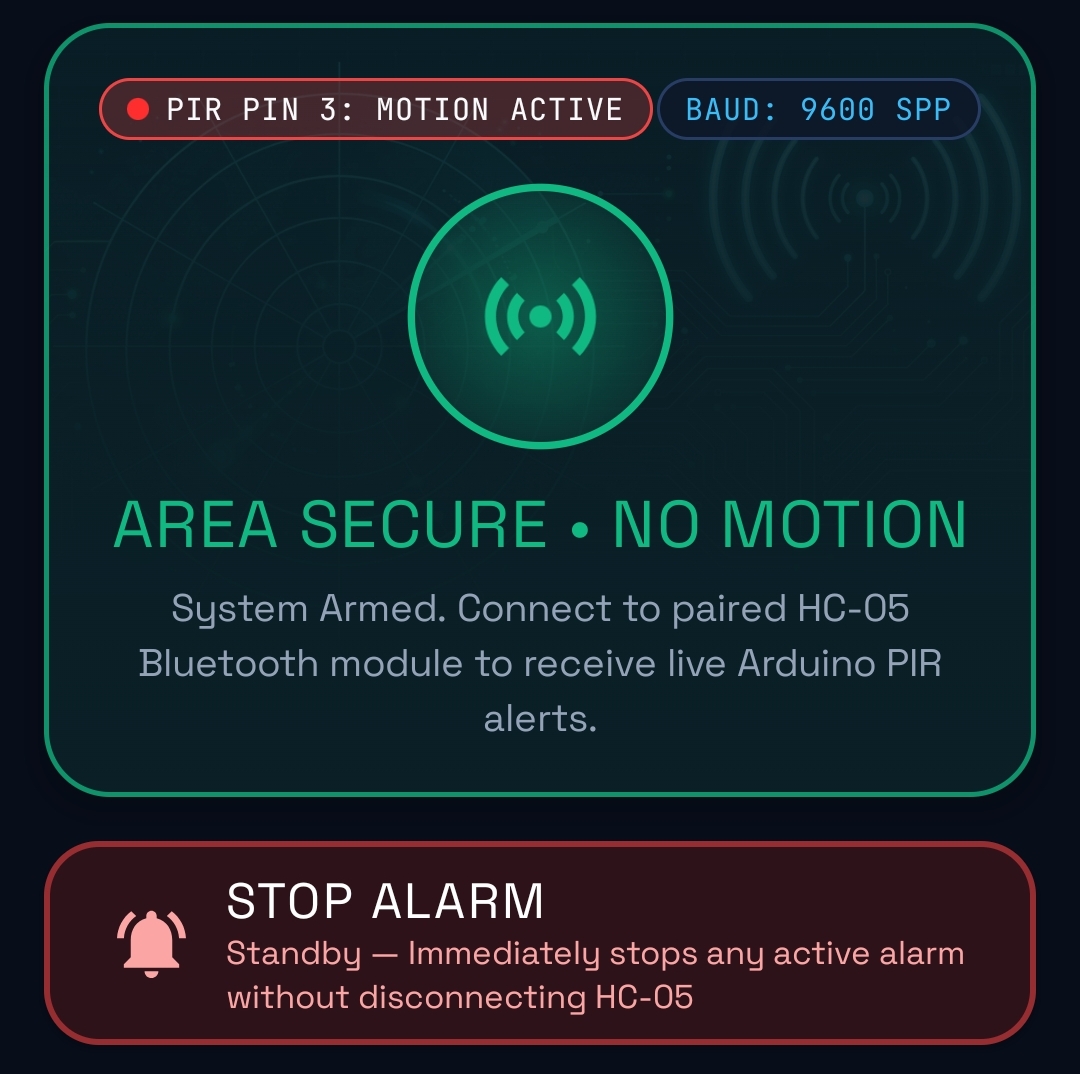 PIR PIN 3: MOTION ACTIVE
BAUD: 9600 SPP
AREA SECURE • NO MOTION
System Armed. Connect to paired HC-05
Bluetooth module to receive live Arduino PIR
alerts.
STOP ALARM
Standby — Immediately stops any active alarm
without disconnecting HC-05